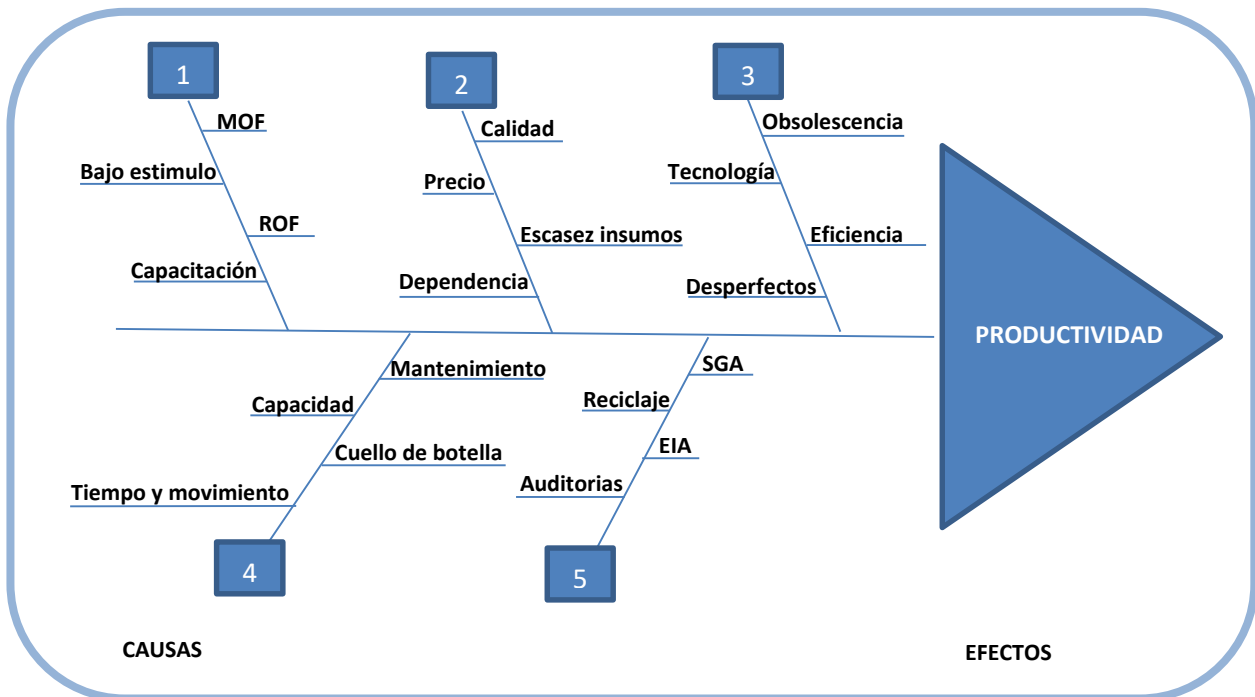 1
2
3
MOF
Calidad
Obsolescencia
Bajo estimulo
Precio
Tecnología
ROF
Escasez insumos
Eficiencia
Capacitación
Dependencia
Desperfectos
PRODUCTIVIDAD
Mantenimiento
SGA
Capacidad
Reciclaje
Cuello de botella
EIA
Tiempo y movimiento
Auditorias
4
5
CAUSAS
EFECTOS